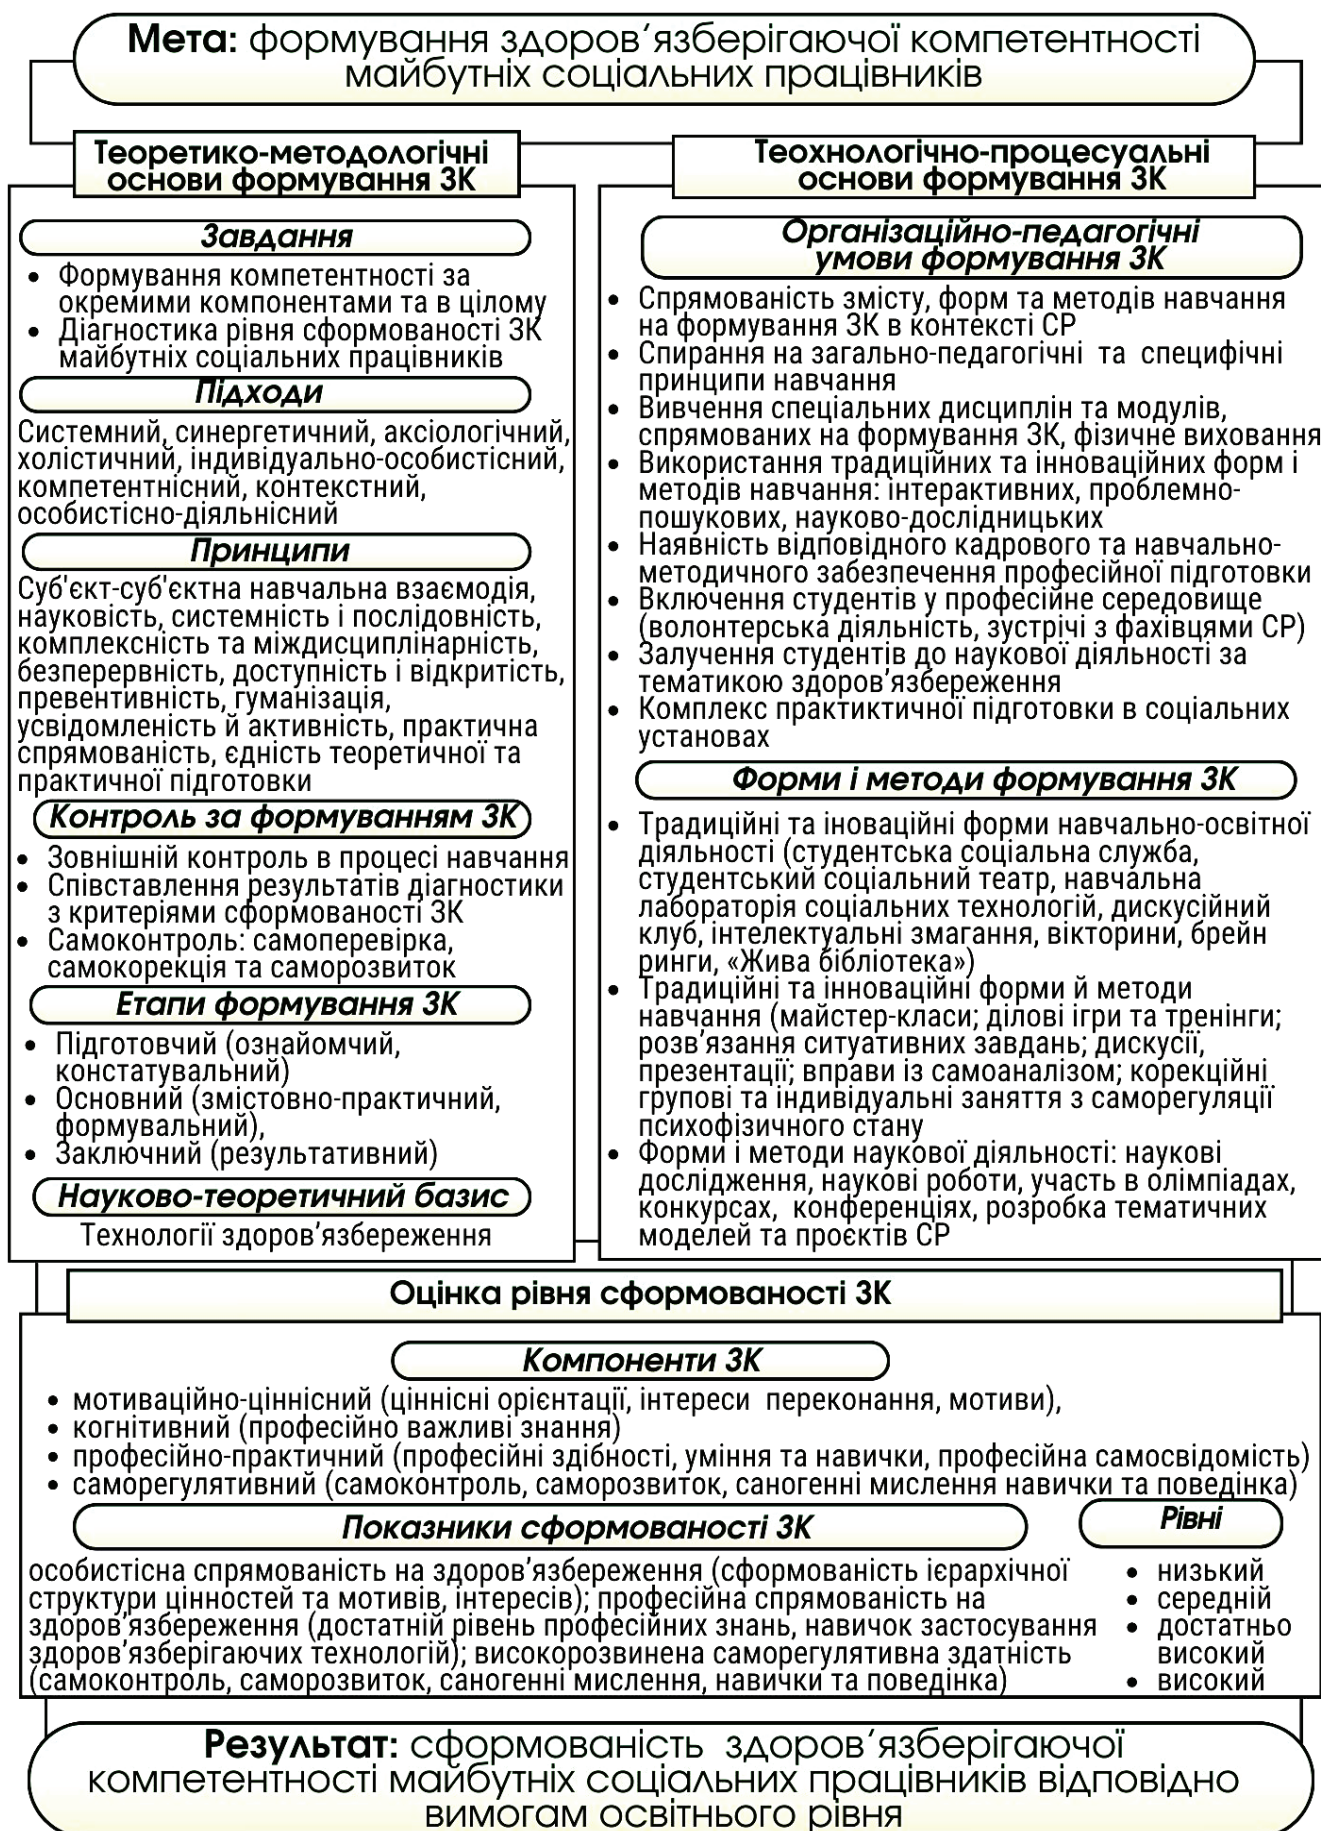 Мета: формування здоров'язберігаючої компетентності
майбутніх соціальних працівників
Теоретико-методологічні
основи формування ЗК
Завдання
• Формування компетентності за
окремими компонентами та в цілому
• Діагностика рівня сформованості ЗК
майбутніх соціальних працівників
Підходи
Системний, синергетичний, аксіологічний,
холістичний, індивідуально-особистісний,
компетентнісний, контекстний,
особистісно-діяльнісний
Принципи
Суб'єкт-суб'єктна навчальна взаємодія,
науковість, системність і послідовність,
комплексність та міждисциплінарність,
безперервність, доступність і відкритість,
превентивність, гуманізація,
усвідомленість й активність, практична
спрямованість, єдність теоретичної та
практичної підготовки
Контроль за формуванням ЗК
• Зовнішній контроль в процесі навчання
• Співставлення результатів діагностики
з критеріями сформованості ЗК
• Самоконтроль: самоперевірка,
самокорекція та саморозвиток
Етапи формування ЗК
• Підготовчий (ознайомчий,
констатувальний)
• Основний (змістовно-практичний,
формувальний),
• Заключний (результативний)
Науково-теоретичний базис
Технології здоров'язбереження
Теохнологічно-процесуальні
основи формування ЗК
Організаційно-педагогічні
умови формування ЗК
• Спрямованість змісту, форм та методів навчання
на формування ЗК в контексті СР
• Спирання на загально-педагогічні та специфічні
принципи навчання
• Вивчення спеціальних дисциплін та модулів,
спрямованих на формування ЗК, фізичне виховання
• Використання традиційних та інноваційних форм і
методів навчання: інтерактивних, проблемно-
пошукових, науково-дослідницьких
• Наявність відповідного кадрового та навчально-
методичного забезпечення професійної підготовки
• Включення студентів у професійне середовище
(волонтерська діяльність, зустрічі з фахівцями СР)
• Залучення студентів до наукової діяльності за
тематикою здоров'язбереження
• Комплекс практиктичної підготовки в соціальних
установах
Форми і методи формування ЗК
• Традиційні та іноваційні форми навчально-освітної
діяльності (студентська соціальна служба,
студентський соціальний театр, навчальна
лабораторія соціальних технологій, дискусійний
клуб, інтелектуальні змагання, вікторини, брейн
ринги, «Жива бібліотека»)
• Традиційні та інноваційні форми й методи
навчання (майстер-класи; ділові ігри та тренінги;
розв'язання ситуативних завдань; дискусії,
презентації; вправи із самоаналізом; корекційні
групові та індивідуальні заняття з саморегуляції
психофізичного стану
• Форми і методи наукової діяльності: наукові
дослідження, наукові роботи, участь в олімпіадах,
конкурсах, конференціях, розробка тематичних
моделей та проєктів СР
Оцінка рівня сформованості ЗК
Компоненти ЗК
• мотиваційно-ціннісний (ціннісні орієнтації, інтереси переконання, мотиви),
• когнітивний (професійно важливі знання)
• професійно-практичний (професійні здібності, уміння та навички, професійна самосвідомість)
• саморегулятивний (самоконтроль, саморозвиток, саногенні мислення навички та поведінка)
Показники сформованості ЗК
особистісна спрямованість на здоров'язбереження (сформованість ієрархічної
структури цінностей та мотивів, інтересів); професійна спрямованість на
здоров'язбереження (достатній рівень професійних знань, навичок застосування
здоров'язберігаючих технологій); високорозвинена саморегулятивна здатність
(самоконтроль, саморозвиток, саногенні мислення, навички та поведінка)
Рівні
• низький
• середній
• достатньо
високий
• високий
Результат: сформованість здоров'язберігаючої
компетентності майбутніх соціальних працівників відповідно
вимогам освітнього рівня